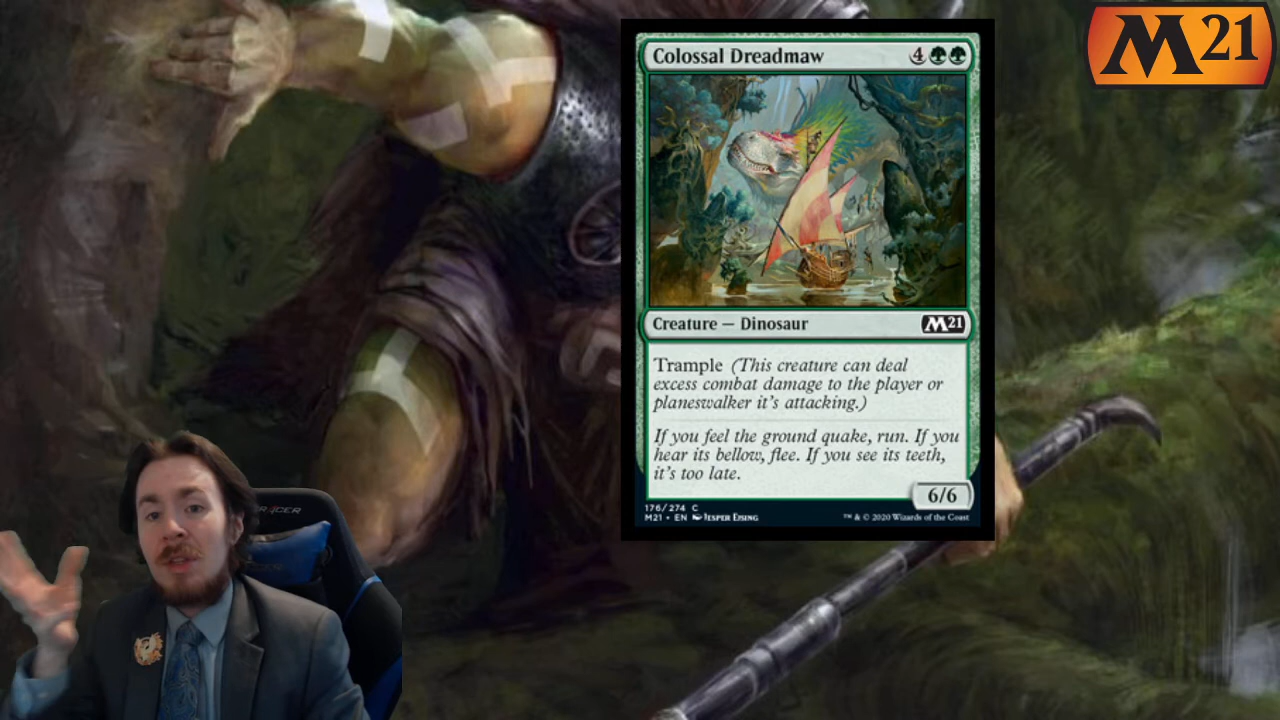 M21
Colossal Dreadmaw 4
Creature — Dinosaur M21
Trample (This creature can deal
excess combat damage to the player or
planeswalker it's attacking.)
If you feel the ground quake, run. If you
hear its bellow, flee. If you see its teeth,
it's too late.
6/6
176/274 C
M21 • EN Jesper Ejsing
™ & © 2020 Wizards of the Coast